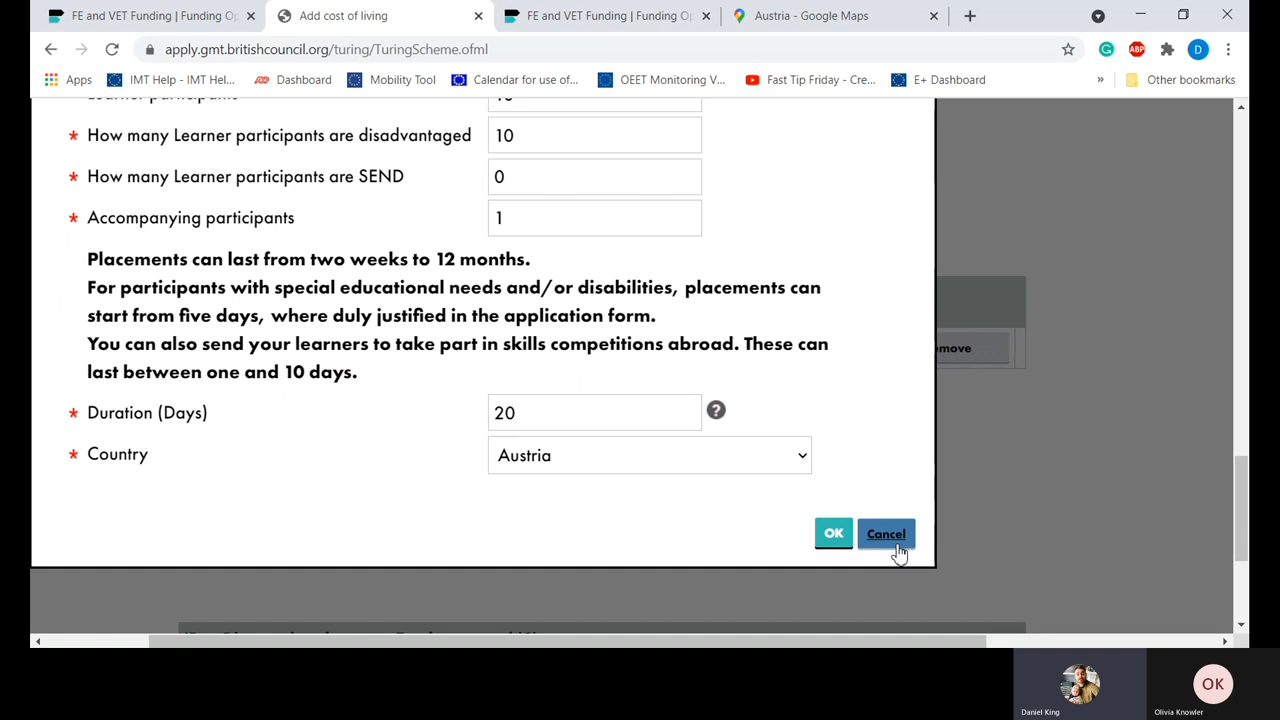 FE and VET Funding | Funding Op
Add cost of living
FE and VET Funding | Funding Op
Austria - Google Maps
apply.gmt.britishcouncil.org/turing/TuringScheme.ofml
D
Apps
IMT Help - IMT Hel...
Dashboard
Mobility Tool
Calendar for use of...
OEET Monitoring V...
Fast Tip Friday - Cre...
E+ Dashboard
»
Other bookmarks
Learner participants
* How many Learner participants are disadvantaged 10
* How many Learner participants are SEND 0
* Accompanying participants 1
Placements can last from two weeks to 12 months.
For participants with special educational needs and/or disabilities, placements can
start from five days, where duly justified in the application form.
You can also send your learners to take part in skills competitions abroad. These can
last between one and 10 days.
* Duration (Days) 20 ?
* Country Austria
move
OK Cancel
OK
Daniel King
Olivia Knowler